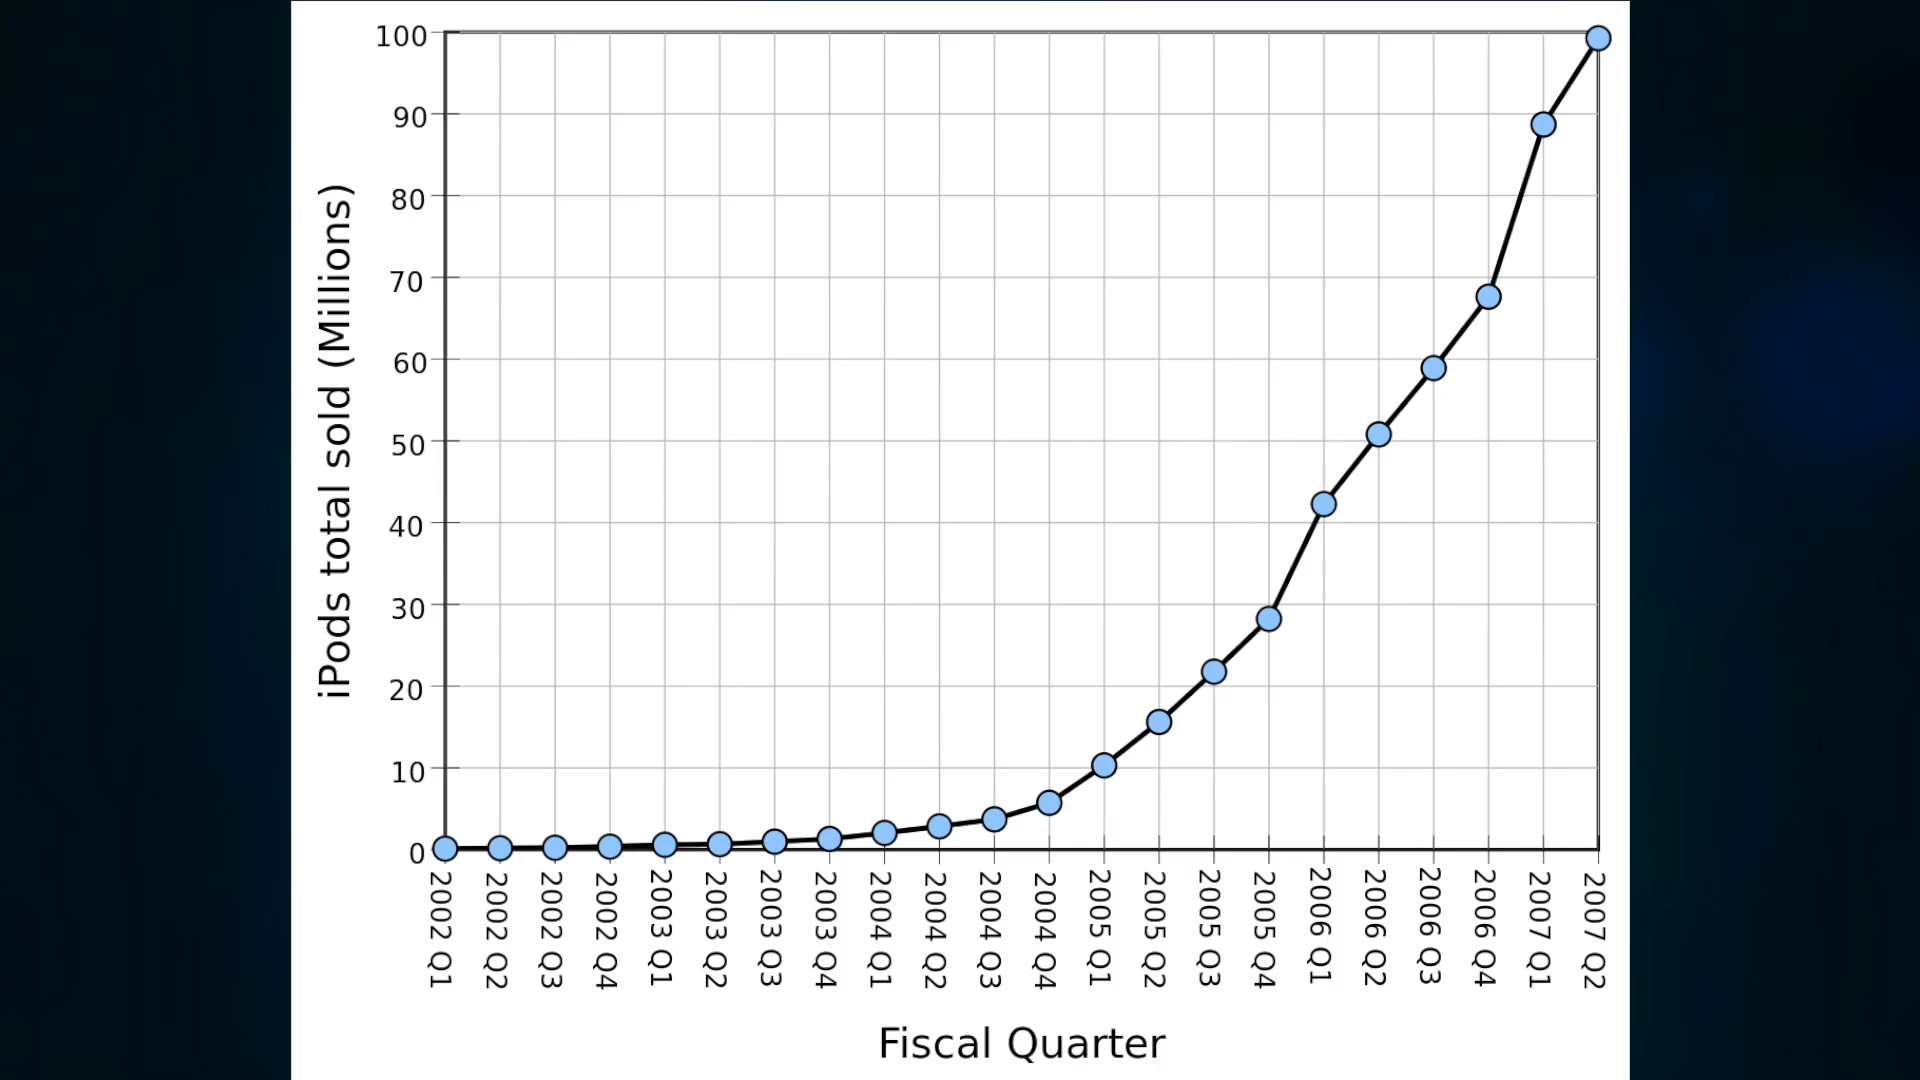 100
90
80
70
60
50
40
30
20
10
0
iPods total sold (Millions)
2002 Q1
2002 Q2
2002 Q3
2002 Q4
2003 Q1
2003 Q2
2003 Q3
2003 Q4
2004 Q1
2004 Q2
2004 Q3
2004 Q4
2005 Q1
2005 Q2
2005 Q3
2005 Q4
2006 Q1
2006 Q2
2006 Q3
2006 Q4
2007 Q1
2007 Q2
Fiscal Quarter